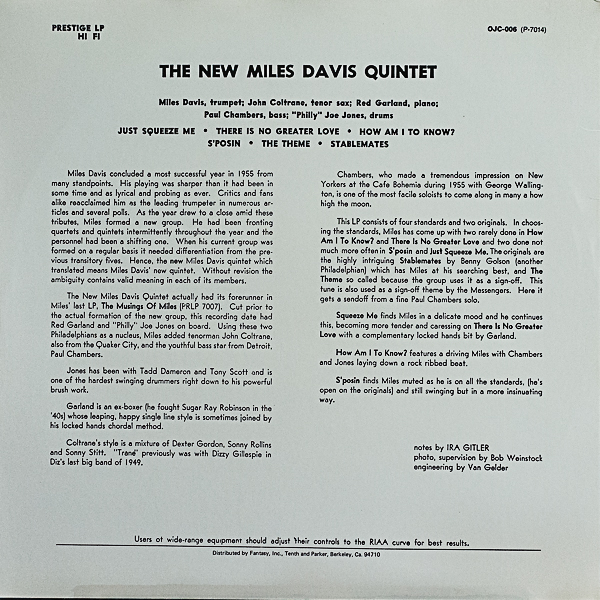 PRESTIGE LP
HI FI
OJC-006 (P-7014)
THE NEW MILES DAVIS QUINTET
Miles Davis, trumpet; John Coltrane, tenor sax; Red Garland, piano;
Paul Chambers, bass; "Philly" Joe Jones, drums
JUST SQUEEZE ME • THERE IS NO GREATER LOVE • HOW AM I TO KNOW?
S'POSIN • THE THEME • STABLEMATES
Miles Davis concluded a most successful year in 1955 from
many standpoints. His playing was sharper than it had been in
some time and as lyrical and probing as ever. Critics and fans
alike reacclaimed him as the leading trumpeter in numerous ar-
ticles and several polls. As the year drew to a close amid these
tributes, Miles formed a new group. He had been fronting
quartets and quintets intermittently throughout the year and the
personnel had been a shifting one. When his current group was
formed on a regular basis it needed differentiation from the pre-
vious transitory fives. Hence, the new Miles Davis quintet which
translated means Miles Davis' new quintet. Without revision the
ambiguity contains valid meaning in each of its members.
The New Miles Davis Quintet actually had its forerunner in
Miles' last LP, The Musings Of Miles (PRLP 7007). Cut prior to
the actual formation of the new group, this recording date had
Red Garland and "Philly" Joe Jones on board. Using these two
Philadelphians as a nucleus, Miles added tenorman John Coltrane,
also from the Quaker City, and the youthful bass star from Detroit,
Paul Chambers.
Jones has been with Tadd Dameron and Tony Scott and is
one of the hardest swinging drummers right down to his powerful
brush work.
Garland is an ex-boxer (he fought Sugar Ray Robinson in the
'40s) whose leaping, happy single line style is sometimes joined by
his locked hands chordal method.
Coltrane's style is a mixture of Dexter Gordon, Sonny Rollins
and Sonny Stitt. "Trane" previously was with Dizzy Gillespie in
Diz's last big band of 1949.
Chambers, who made a tremendous impression on New
Yorkers at the Cafe Bohemia during 1955 with George Walling-
ton, is one of the most facile soloists to come along in many a how
high the moon.
This LP consists of four standards and two originals. In choos-
ing the standards, Miles has come up with two rarely done in How
Am I To Know? and There Is No Greater Love and two done not
much more often in S'posin and Just Squeeze Me. The originals are
the highly intriguing Stablemates by Benny Golson (another
Philadelphian) which has Miles at his searching best, and The
Theme so called because the group uses it as a sign-off. This
tune is also used as a sign-off theme by the Messengers. Here it
gets a sendoff from a fine Paul Chambers solo.
Squeeze Me finds Miles in a delicate mood and he continues
this, becoming more tender and caressing on There Is No Greater
Love with a complementary locked hands bit by Garland.
How Am I To Know? features a driving Miles with Chambers
and Jones laying down a rock ribbed beat.
S'posin finds Miles muted as he is on all the standards, (he's
open on the originals) and still swinging but in a more insinuating
way.
notes by IRA GITLER
photo, supervision by Bob Weinstock
engineering by Van Gelder
Users of wide-range equipment should adjust their controls to the RIAA curve for best results.
Distributed by Fantasy, Inc., Tenth and Parker, Berkeley, Ca. 94710